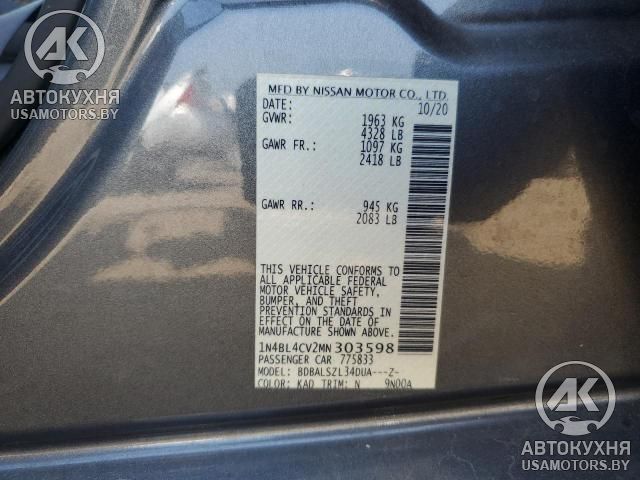 AK
АВТОКУХНЯ
USAMOTORS.BY
MFD BY NISSAN MOTOR CO., LTD.
DATE: 10/20
GVWR: 1963 KG
4328 LB
GAWR FR.: 1097 KG
2418 LB
GAWR RR.: 945 KG
2083 LB
THIS VEHICLE CONFORMS TO
ALL APPLICABLE FEDERAL
MOTOR VEHICLE SAFETY,
BUMPER, AND THEFT
PREVENTION STANDARDS IN
EFFECT ON THE DATE OF
MANUFACTURE SHOWN ABOVE.
1N4BL4CV2MN303598
PASSENGER CAR 775833
MODEL: BDBALSZL34DUA---Z-
COLOR: KAD TRIM: N 9N00A
AK
АВТОКУХНЯ
USAMOTORS.BY